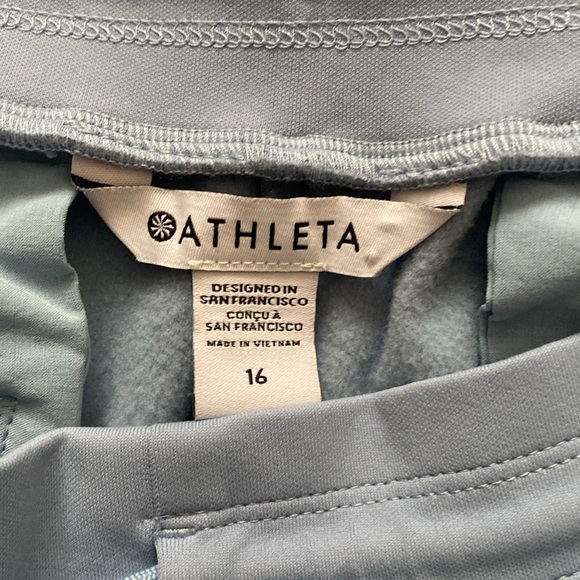 ATHLETA
DESIGNED IN
SAN FRANCISCO
CONÇU À
SAN FRANCISCO
MADE IN VIETNAM
16